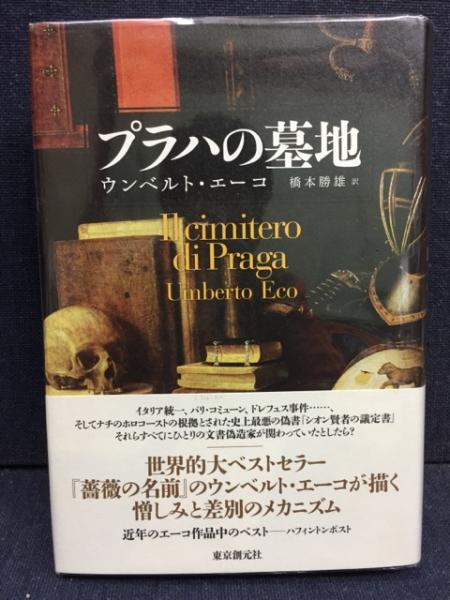 プラハの墓地
ウンベルト・エーコ 橋本勝雄 訳
Il cimitero
di Praga
Umberto Eco
イタリア統一、パリ・コミューン、ドレフュス事件……、
そしてナチのホロコーストの根拠とされた史上最悪の偽書『シオン賢者の議定書』
それらすべてにひとりの文書偽造家が関わっていたとしたら?
世界的大ベストセラー
『薔薇の名前』のウンベルト・エーコが描く
憎しみと差別のメカニズム
近年のエーコ作品中のベスト――ハフィントンポスト
東京創元社